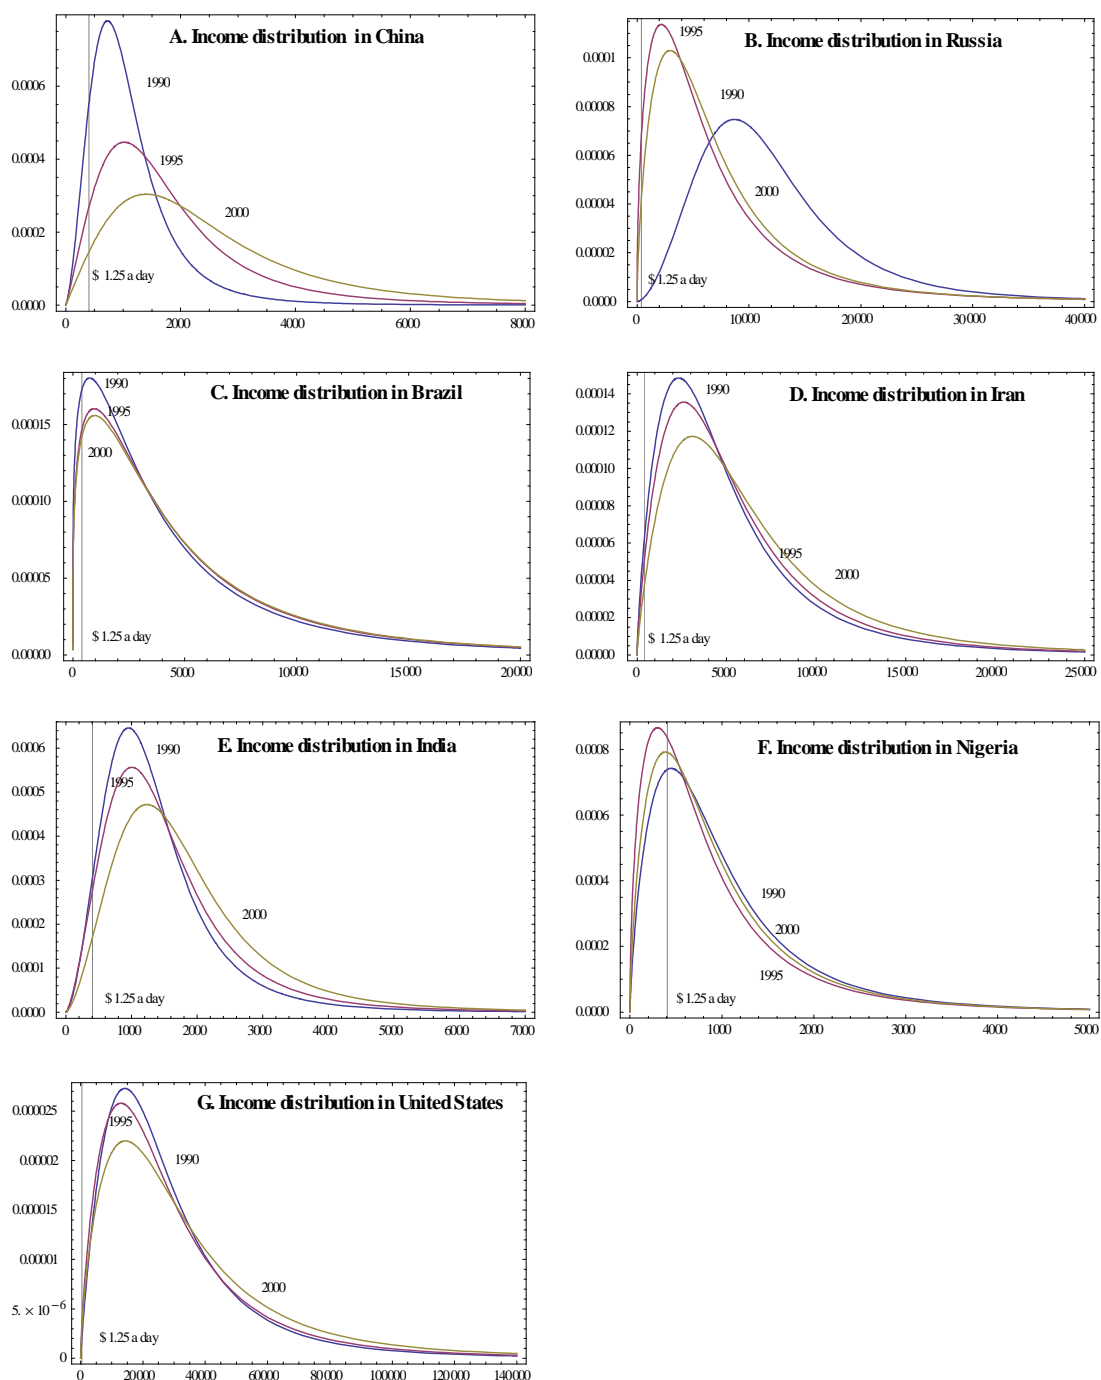 A. Income distribution in China
0.0006
0.0004
0.0002
0.0000
1990
1995
2000
$ 1.25 a day
0 2000 4000 6000 8000
B. Income distribution in Russia
0.0001
0.00008
0.00006
0.00004
0.00002
0.0000
1995
1990
2000
$ 1.25 a day
0 10000 20000 30000 40000
C. Income distribution in Brazil
0.00015
0.00010
0.00005
0.00000
1990
1995
2000
$ 1.25 a day
0 5000 10000 15000 20000
D. Income distribution in Iran
0.00014
0.00012
0.00010
0.00008
0.00006
0.00004
0.00002
0.0000
1990
1995
2000
$ 1.25 a day
0 5000 10000 15000 20000 25000
E. Income distribution in India
0.0006
0.0005
0.0004
0.0003
0.0002
0.0001
0.0000
1990
1995
2000
$ 1.25 a day
0 1000 2000 3000 4000 5000 6000 7000
F. Income distribution in Nigeria
0.0008
0.0006
0.0004
0.0002
0.0000
1990
2000
1995
$ 1.25 a day
0 1000 2000 3000 4000 5000
G. Income distribution in United States
0.000025
0.00002
0.000015
0.00001
5. × 10⁻⁶
0
1995
1990
2000
$ 1.25 a day
0 20000 40000 60000 80000 100000 120000 140000